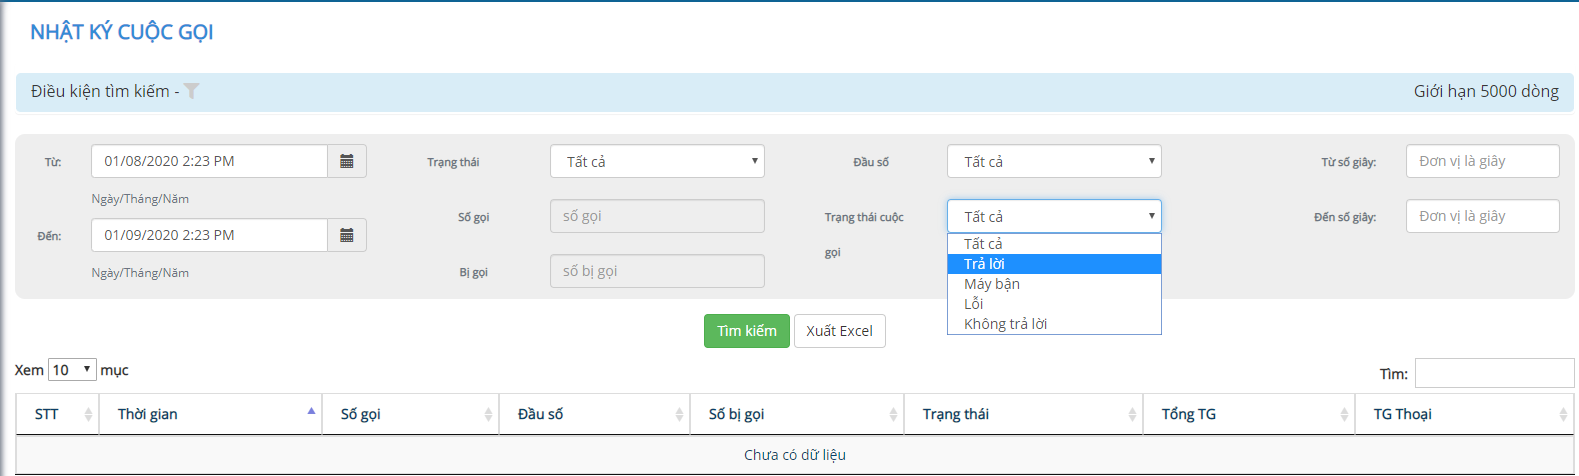 NHẬT KÝ CUỘC GỌI
Điều kiện tìm kiếm - Giới hạn 5000 dòng
Từ: 01/08/2020 2:23 PM Trạng thái Tất cả Đầu số Tất cả Từ số giây: Đơn vị là giây
Ngày/Tháng/Năm
Số gọi số gọi Trạng thái cuộc gọi Tất cả Đến số giây: Đơn vị là giây
Đến: 01/09/2020 2:23 PM
Tất cả
Trả lời
Ngày/Tháng/Năm Bị gọi số bị gọi
Máy bận
Lỗi
Không trả lời
Tìm kiếm Xuất Excel
Xem 10 mục Tìm:
STT Thời gian Số gọi Đầu số Số bị gọi Trạng thái Tổng TG TG Thoại
Chưa có dữ liệu